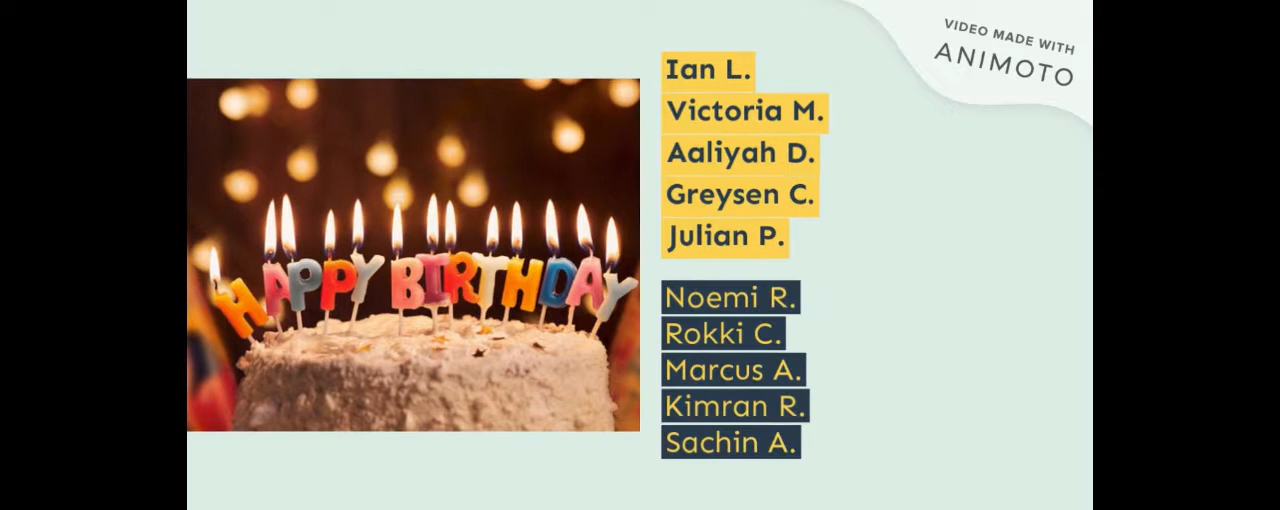 VIDEO MADE WITH
ANIMOTO
Ian L.
Victoria M.
Aaliyah D.
Greysen C.
Julian P.
Noemi R.
Rokki C.
Marcus A.
Kimran R.
Sachin A.
HAPPY BIRTHDAY